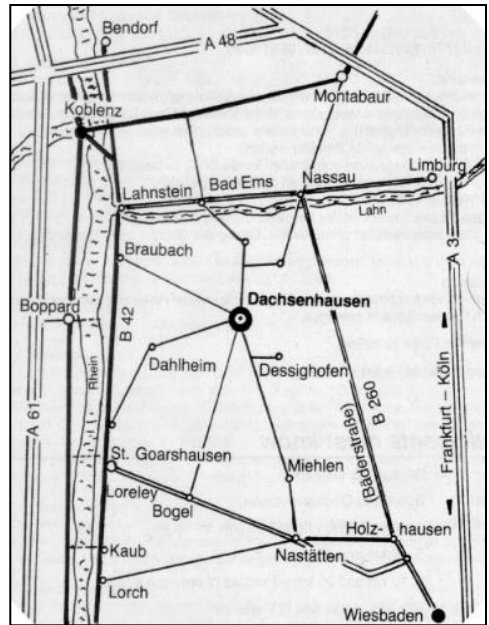 Bendorf
A 48
Koblenz
Montabaur
Limburg
Nassau
Bad Ems
Lahnstein
Lahn
Braubach
A 3
Boppard
B 42
Dachsenhausen
Dahlheim
Dessighofen
Rhein
A 61
Bäderstraße)
B 260
Frankfurt - Köln
St. Goarshausen
Loreley
Miehlen
Bogel
Holz-hausen
Nastätten
Kaub
Lorch
Wiesbaden